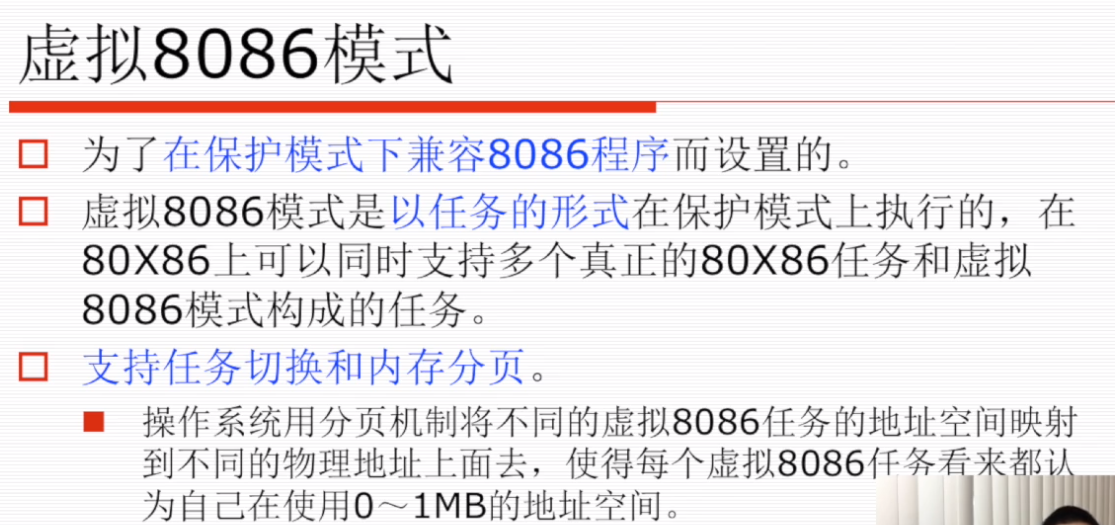 虚拟8086模式
为了在保护模式下兼容8086程序而设置的。
虚拟8086模式是以任务的形式在保护模式上执行的，在
80X86上可以同时支持多个真正的80X86任务和虚拟
8086模式构成的任务。
支持任务切换和内存分页。
操作系统用分页机制将不同的虚拟8086任务的地址空间映射
到不同的物理地址上面去，使得每个虚拟8086任务看来都认
为自己在使用0～1MB的地址空间。